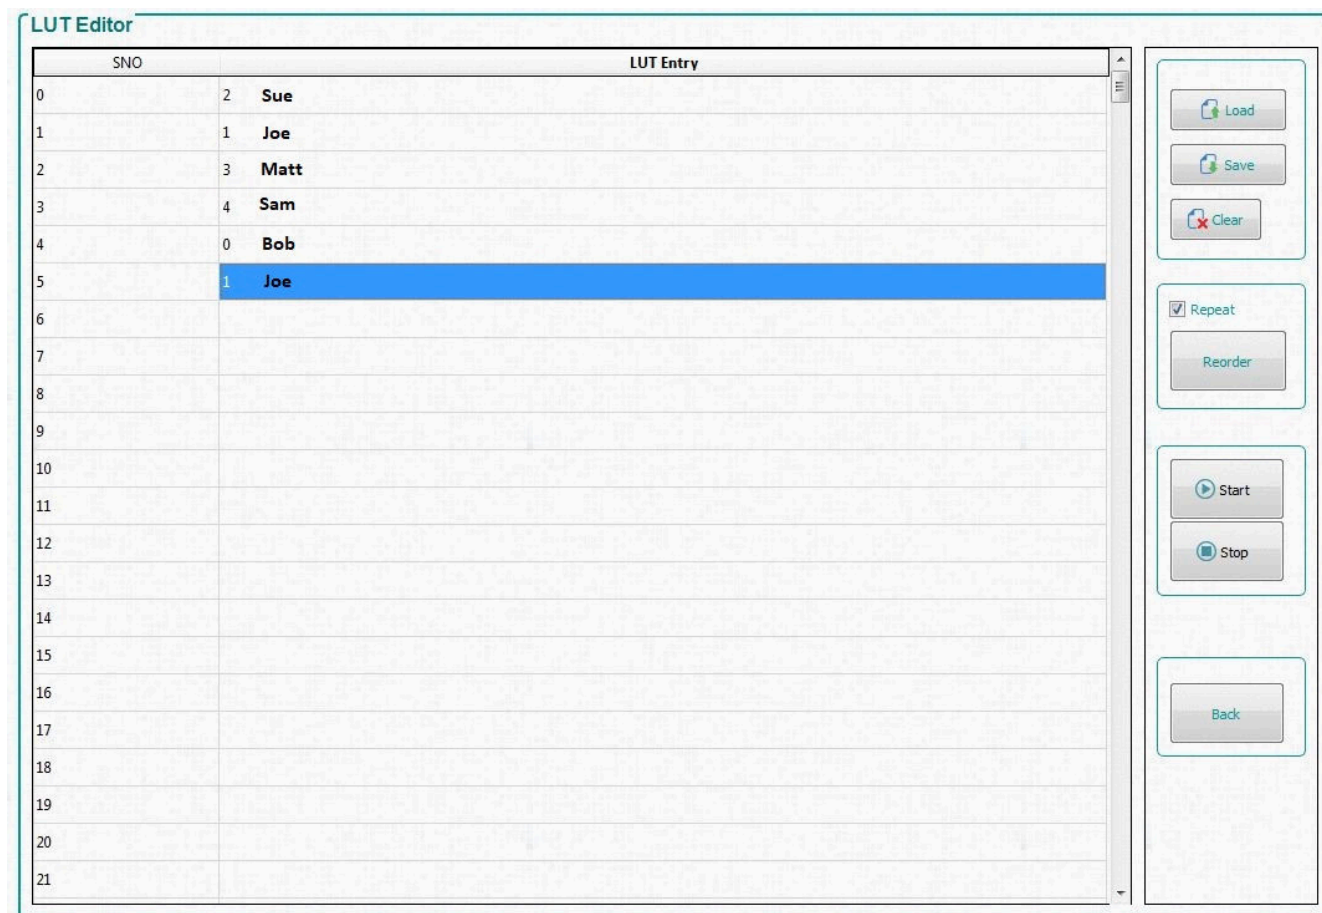 LUT Editor
SNO LUT Entry
0 2 Sue
1 1 Joe
2 3 Matt
3 4 Sam
4 0 Bob
5 1 Joe
6
7
8
9
10
11
12
13
14
15
16
17
18
19
20
21
Load
Save
Clear
Repeat
Reorder
Start
Stop
Back